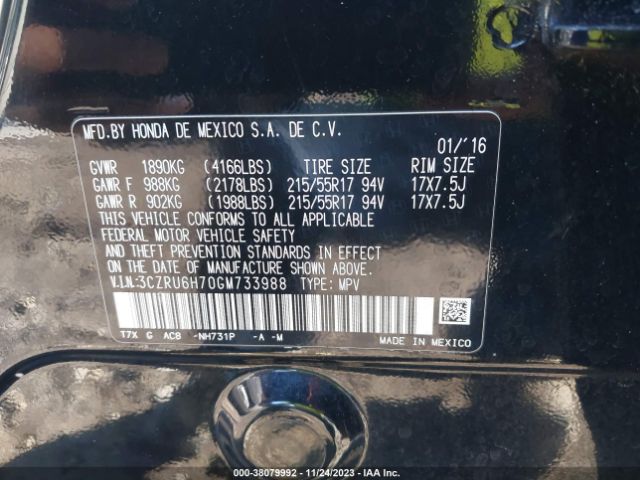 MFD.BY HONDA DE MEXICO S.A. DE C.V.
01/'16
GVWR 1890KG (4166LBS) TIRE SIZE RIM SIZE
GAWR F 988KG (2178LBS) 215/55R17 94V 17X7.5J
GAWR R 902KG (1988LBS) 215/55R17 94V 17X7.5J
THIS VEHICLE CONFORMS TO ALL APPLICABLE
FEDERAL MOTOR VEHICLE SAFETY
AND THEFT PREVENTION STANDARDS IN EFFECT
ON THE DATE OF MANUFACTURE SHOWN ABOVE.
V.I.N:3CZRU6H70GM733988 TYPE: MPV
T7X G AC8 -NH731P -A -M MADE IN MEXICO
000-38079992 - 11/24/2023 - IAA Inc.